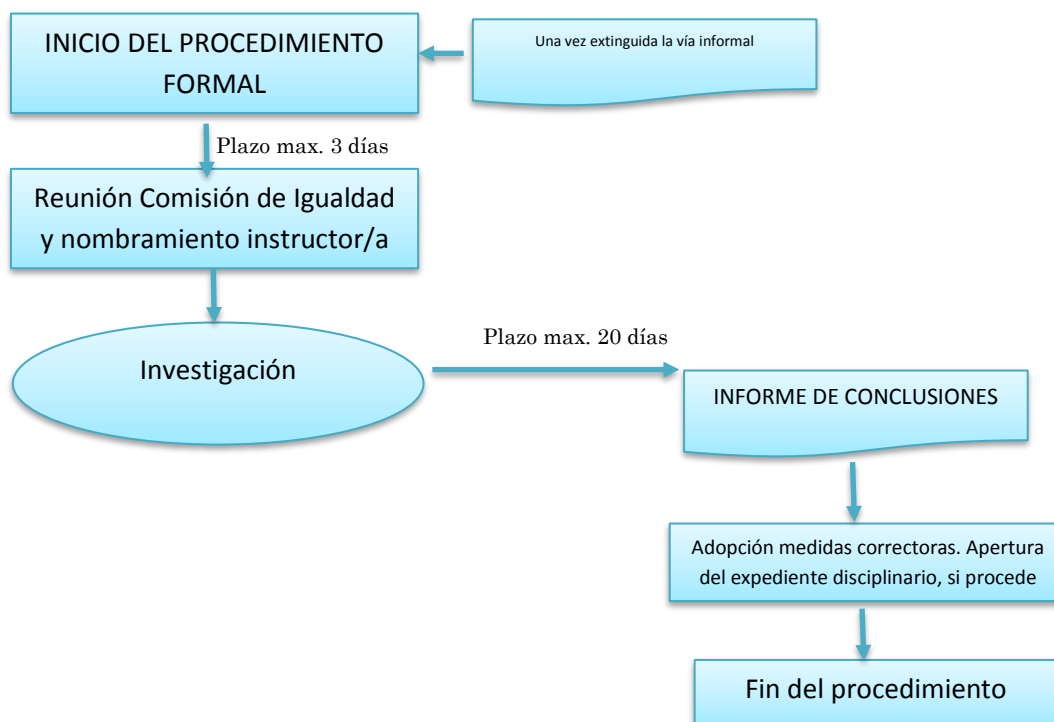 INICIO DEL PROCEDIMIENTO
FORMAL
Una vez extinguida la vía informal
Plazo max. 3 días
Reunión Comisión de Igualdad
y nombramiento instructor/a
Investigación
Plazo max. 20 días
INFORME DE CONCLUSIONES
Adopción medidas correctoras. Apertura
del expediente disciplinario, si procede
Fin del procedimiento